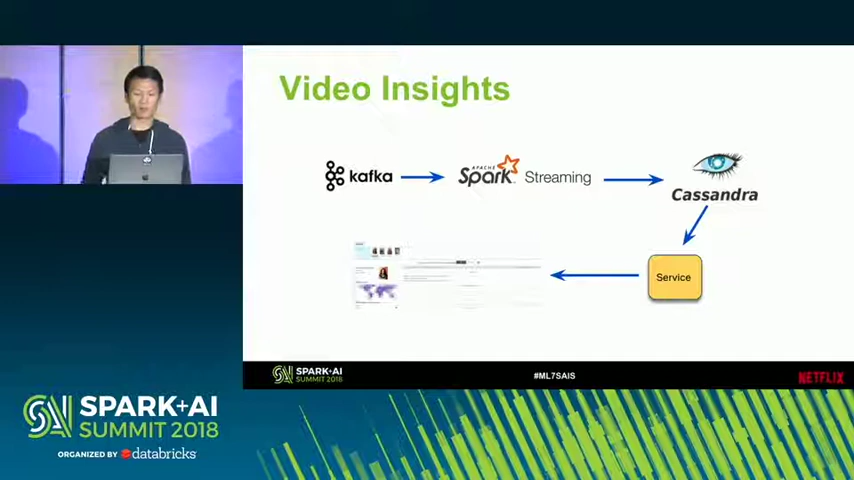 Video Insights
kafka
APACHE
Spark Streaming
Cassandra
Service
SPARK+AI
SUMMIT 2018
#ML7SAIS
NETFLIX
SPARK+AI
SUMMIT 2018
ORGANIZED BY databricks